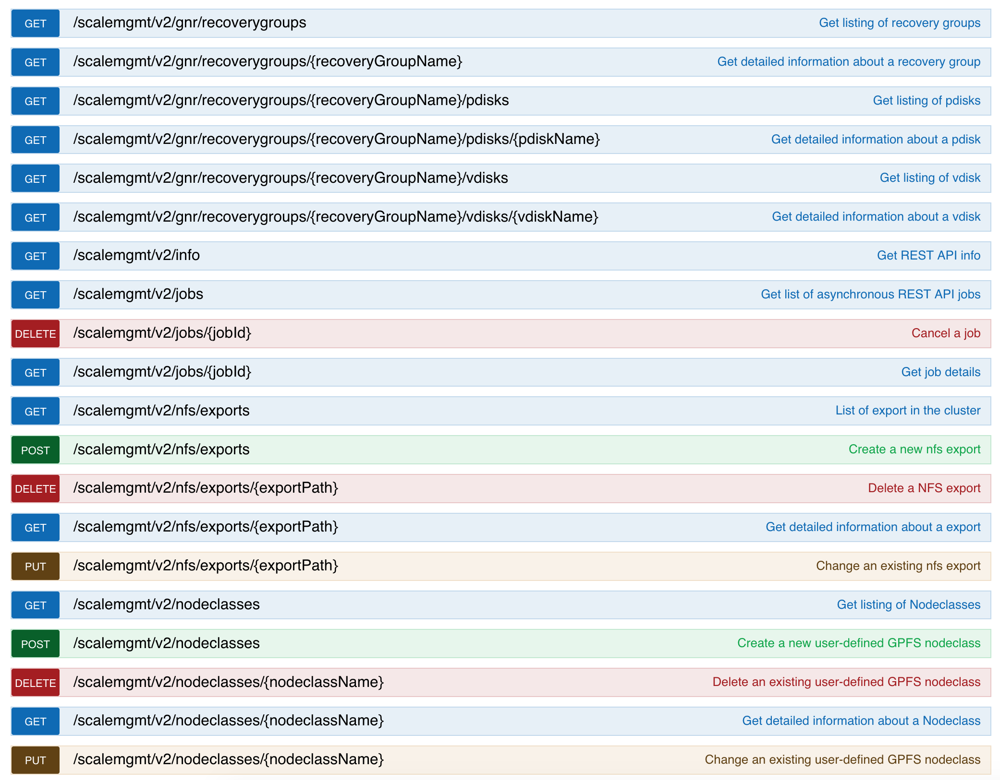 GET /scalemgmt/v2/gnr/recoverygroups Get listing of recovery groups
GET /scalemgmt/v2/gnr/recoverygroups/{recoveryGroupName} Get detailed information about a recovery group
GET /scalemgmt/v2/gnr/recoverygroups/{recoveryGroupName}/pdisks Get listing of pdisks
GET /scalemgmt/v2/gnr/recoverygroups/{recoveryGroupName}/pdisks/{pdiskName} Get detailed information about a pdisk
GET /scalemgmt/v2/gnr/recoverygroups/{recoveryGroupName}/vdisks Get listing of vdisk
GET /scalemgmt/v2/gnr/recoverygroups/{recoveryGroupName}/vdisks/{vdiskName} Get detailed information about a vdisk
GET /scalemgmt/v2/info Get REST API info
GET /scalemgmt/v2/jobs Get list of asynchronous REST API jobs
DELETE /scalemgmt/v2/jobs/{jobId} Cancel a job
GET /scalemgmt/v2/jobs/{jobId} Get job details
GET /scalemgmt/v2/nfs/exports List of export in the cluster
POST /scalemgmt/v2/nfs/exports Create a new nfs export
DELETE /scalemgmt/v2/nfs/exports/{exportPath} Delete a NFS export
GET /scalemgmt/v2/nfs/exports/{exportPath} Get detailed information about a export
PUT /scalemgmt/v2/nfs/exports/{exportPath} Change an existing nfs export
GET /scalemgmt/v2/nodeclasses Get listing of Nodeclasses
POST /scalemgmt/v2/nodeclasses Create a new user-defined GPFS nodeclass
DELETE /scalemgmt/v2/nodeclasses/{nodeclassName} Delete an existing user-defined GPFS nodeclass
GET /scalemgmt/v2/nodeclasses/{nodeclassName} Get detailed information about a Nodeclass
PUT /scalemgmt/v2/nodeclasses/{nodeclassName} Change an existing user-defined GPFS nodeclass